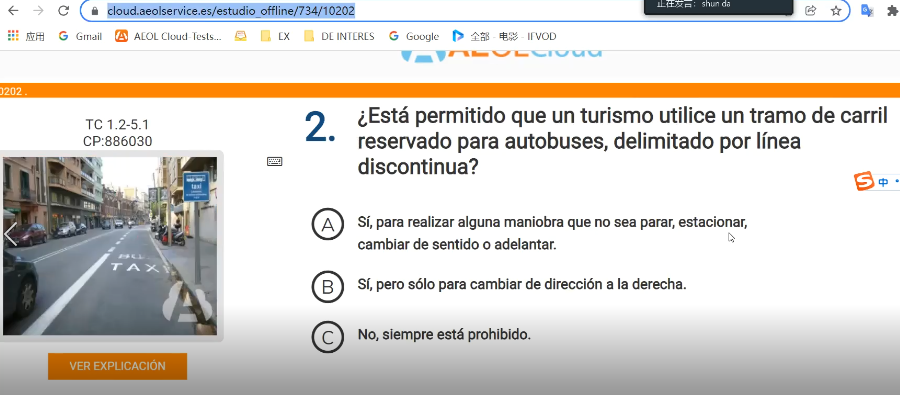 正在发言: shun da
cloud.aeolservice.es/estudio_offline/734/10202
应用
Gmail
AEOL Cloud-Tests...
EX
DE INTERES
Google
全部 - 电影 - IFVOD
AEOLCloud
0202 .
TC 1.2-5.1
CP:886030
taxi
BUS
TAXI
VER EXPLICACIÓN
2.
¿Está permitido que un turismo utilice un tramo de carril
reservado para autobuses, delimitado por línea
discontinua?
A
Sí, para realizar alguna maniobra que no sea parar, estacionar,
cambiar de sentido o adelantar.
B
Sí, pero sólo para cambiar de dirección a la derecha.
C
No, siempre está prohibido.
S
中